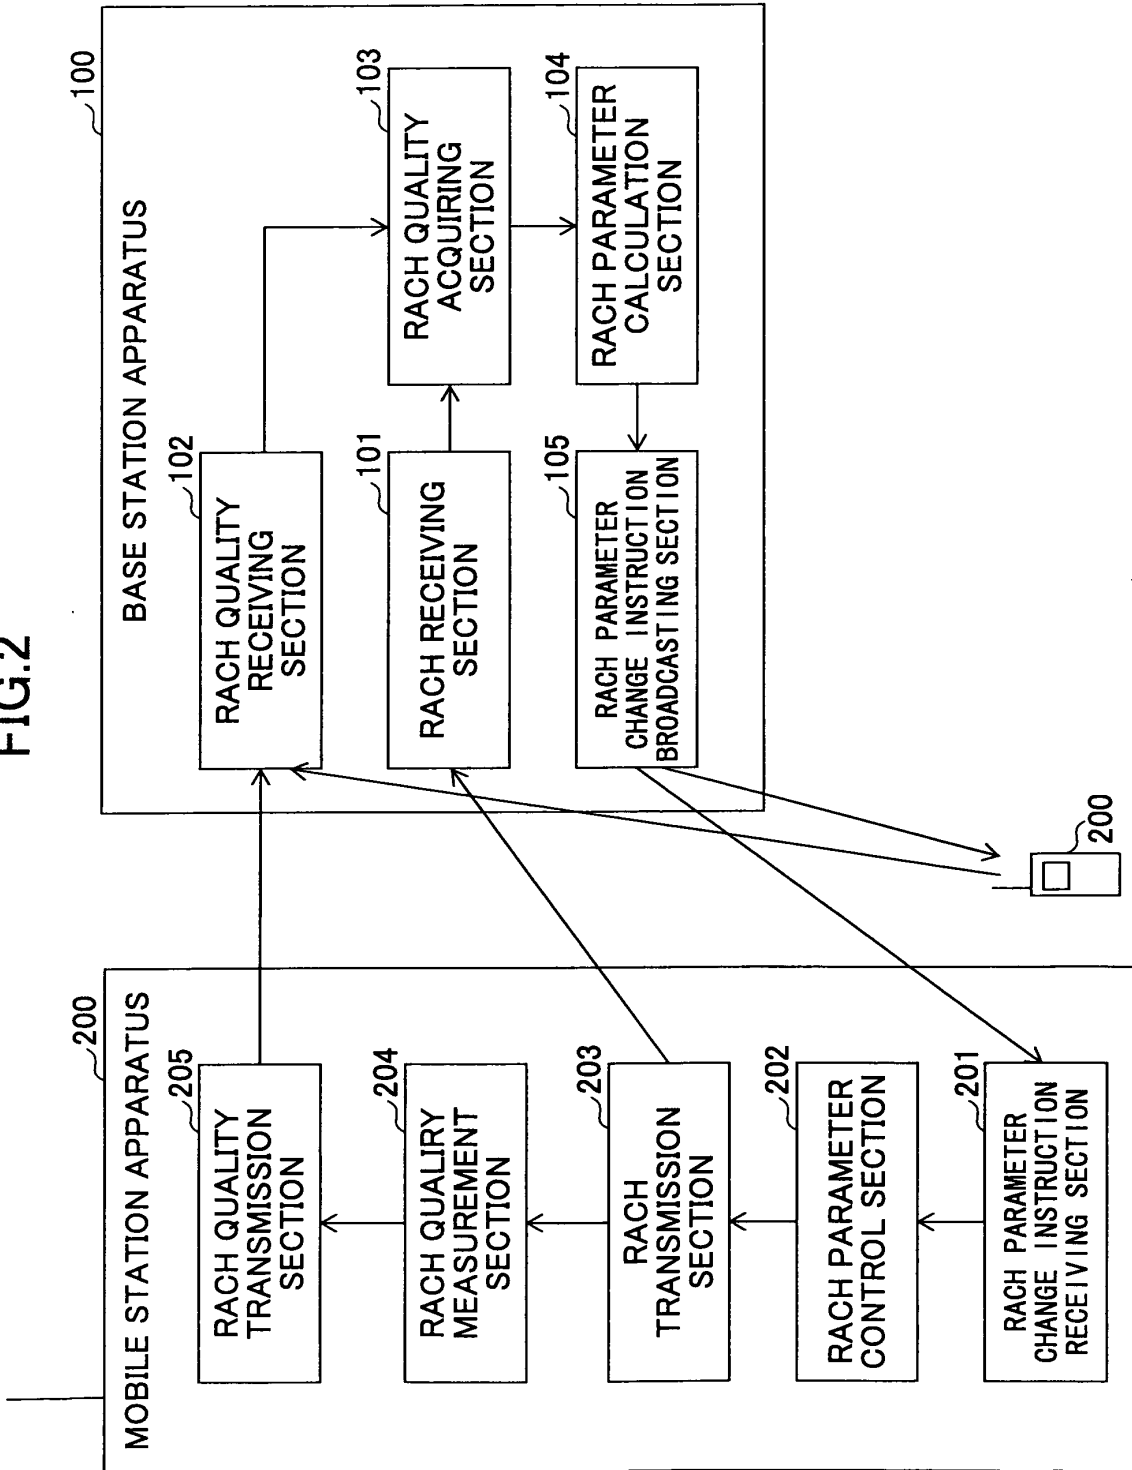 FIG.2
MOBILE STATION APPARATUS
200
RACH QUALITY
TRANSMISSION
SECTION
205
RACH QUALIRY
MEASUREMENT
SECTION
204
RACH
TRANSMISSION
SECTION
203
RACH PARAMETER
CONTROL SECTION
202
RACH PARAMETER
CHANGE INSTRUCTION
RECEIVING SECTION
201
BASE STATION APPARATUS
100
RACH QUALITY
RECEIVING
SECTION
102
RACH RECEIVING
SECTION
101
RACH QUALITY
ACQUIRING
SECTION
103
RACH PARAMETER
CALCULATION
SECTION
104
RACH PARAMETER
CHANGE INSTRUCTION
BROADCASTING SECTION
105
200